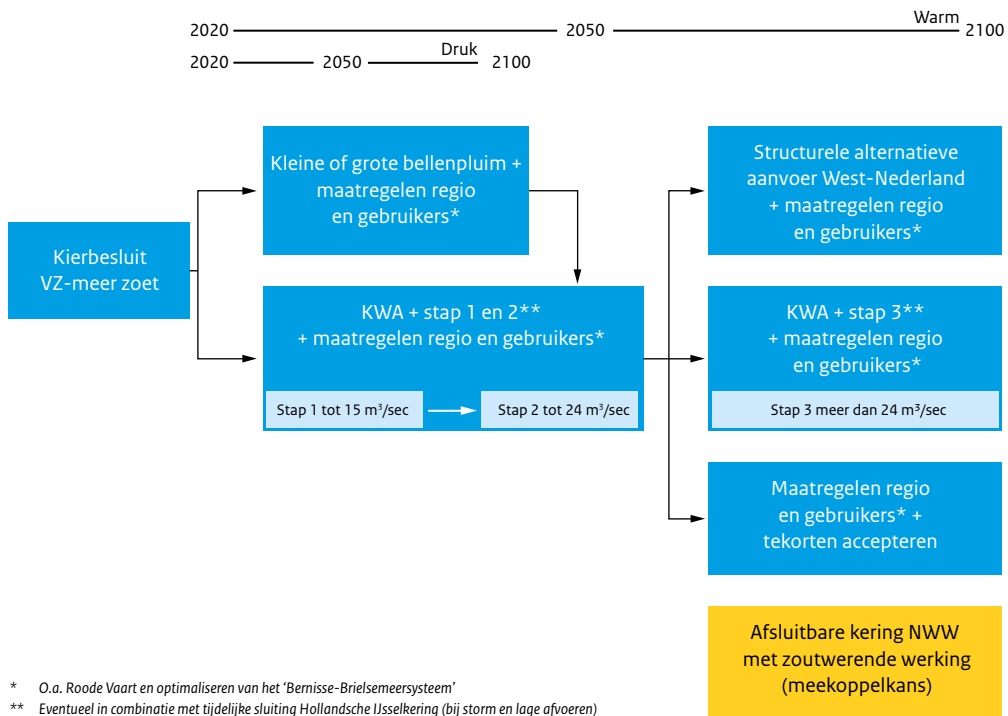 Warm
2020 2050 2100
Druk
2020 2050 2100
Kierbesluit
VZ-meer zoet
Kleine of grote bellenpluim +
maatregelen regio
en gebruikers*
KWA + stap 1 en 2**
+ maatregelen regio en gebruikers*
Stap 1 tot 15 m³/sec
Stap 2 tot 24 m³/sec
Structurele alternatieve
aanvoer West-Nederland
+ maatregelen regio
en gebruikers*
KWA + stap 3**
+ maatregelen regio
en gebruikers*
Stap 3 meer dan 24 m³/sec
Maatregelen regio
en gebruikers* +
tekorten accepteren
Afsluitbare kering NWW
met zoutwerende werking
(meekoppelkans)
* O.a. Roode Vaart en optimaliseren van het ‘Bernisse-Brielsemeersysteem’
** Eventueel in combinatie met tijdelijke sluiting Hollandsche IJsselkering (bij storm en lage afvoeren)